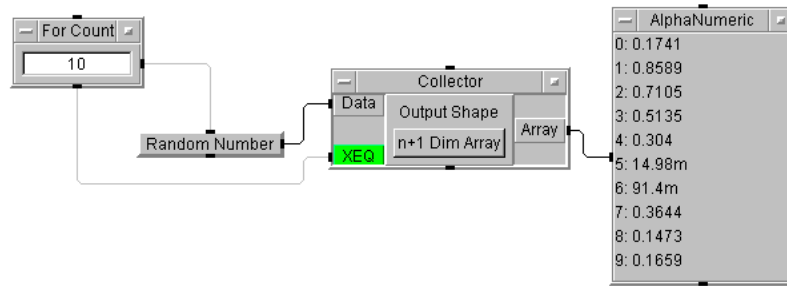 For Count
10
Random Number
Collector
Data
Output Shape
n+1 Dim Array
XEQ
Array
AlphaNumeric
0: 0.1741
1: 0.8589
2: 0.7105
3: 0.5135
4: 0.304
5: 14.98m
6: 91.4m
7: 0.3644
8: 0.1473
9: 0.1659